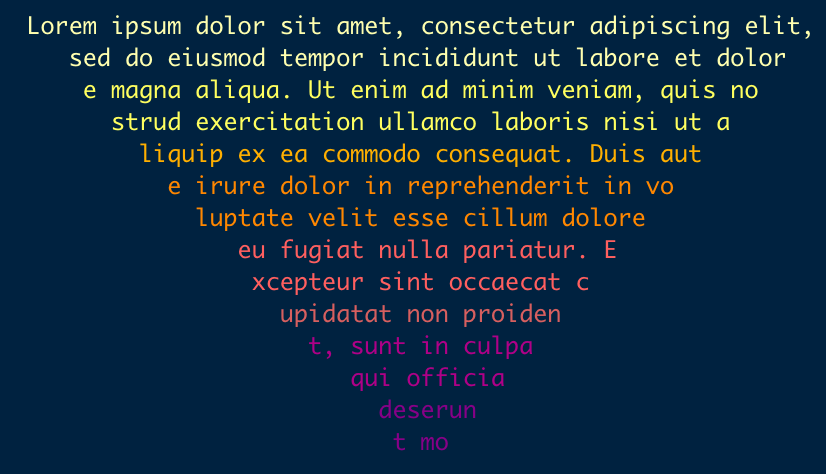 Lorem ipsum dolor sit amet, consectetur adipiscing elit,
sed do eiusmod tempor incididunt ut labore et dolor
e magna aliqua. Ut enim ad minim veniam, quis no
strud exercitation ullamco laboris nisi ut a
liquip ex ea commodo consequat. Duis aut
e irure dolor in reprehenderit in vo
luptate velit esse cillum dolore
eu fugiat nulla pariatur. E
xcepteur sint occaecat c
upidatat non proiden
t, sunt in culpa
qui officia
deserun
t mo